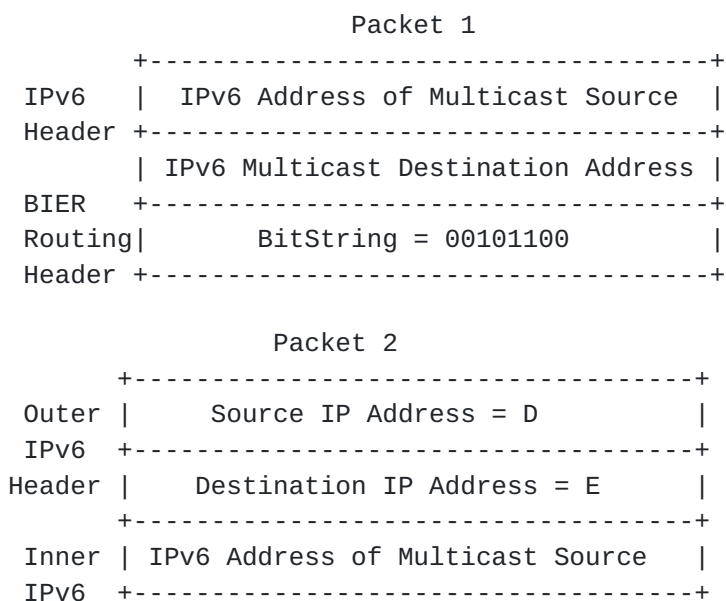 Packet 1
        +------------------------------------+
 IPv6   |  IPv6 Address of Multicast Source  |
 Header +------------------------------------+
        | IPv6 Multicast Destination Address |
 BIER   +------------------------------------+
 Routing|        BitString = 00101100         |
 Header +------------------------------------+

                 Packet 2
       +------------------------------------+
 Outer |     Source IP Address = D          |
 IPv6  +------------------------------------+
Header |    Destination IP Address = E      |
       +------------------------------------+
 Inner | IPv6 Address of Multicast Source   |
 IPv6  +------------------------------------+